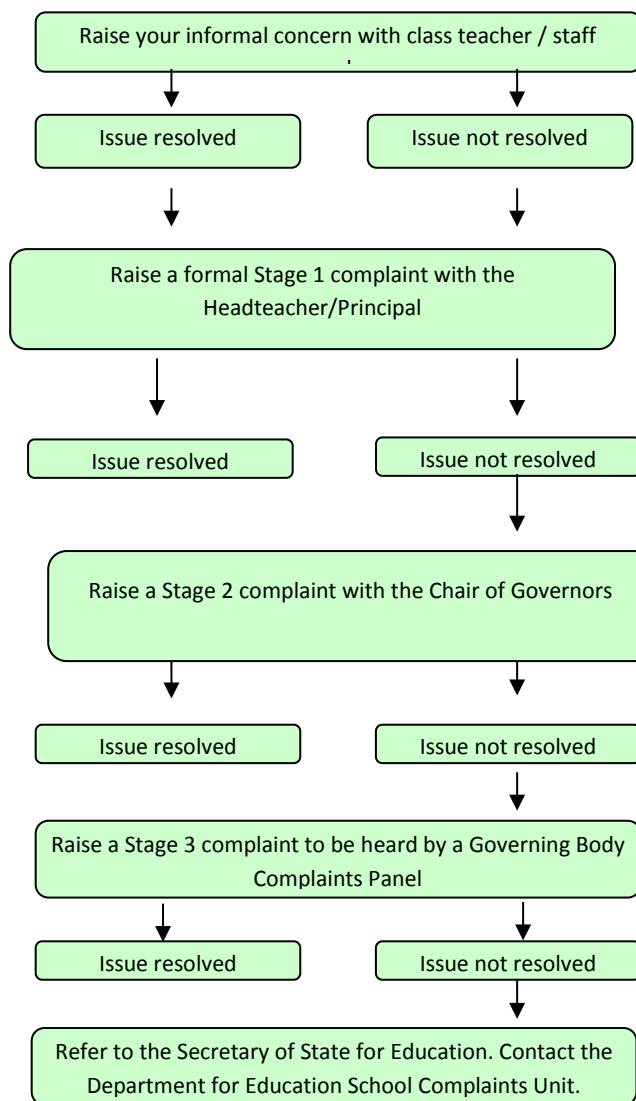 Raise your informal concern with class teacher / staff
Issue resolved
Issue not resolved
Raise a formal Stage 1 complaint with the
Headteacher/Principal
Issue resolved
Issue not resolved
Raise a Stage 2 complaint with the Chair of Governors
Issue resolved
Issue not resolved
Raise a Stage 3 complaint to be heard by a Governing Body
Complaints Panel
Issue resolved
Issue not resolved
Refer to the Secretary of State for Education. Contact the
Department for Education School Complaints Unit.